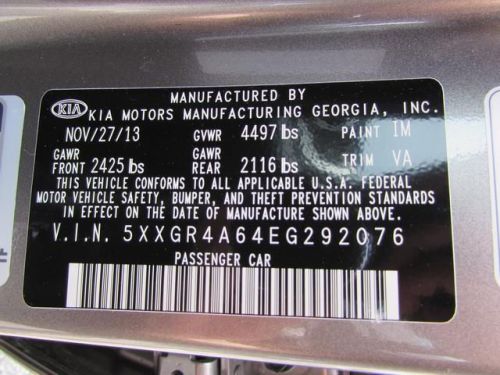 MANUFACTURED BY
KIA KIA MOTORS MANUFACTURING GEORGIA, INC.
NOV/27/13 GVWR 4497 lbs PAINT IM
GAWR FRONT 2425 lbs GAWR REAR 2116 lbs TRIM VA
THIS VEHICLE CONFORMS TO ALL APPLICABLE U.S.A. FEDERAL
MOTOR VEHICLE SAFETY, BUMPER, AND THEFT PREVENTION STANDARDS
IN EFFECT ON THE DATE OF MANUFACTURE SHOWN ABOVE.
V.I.N. 5XXGR4A64EG292076
PASSENGER CAR